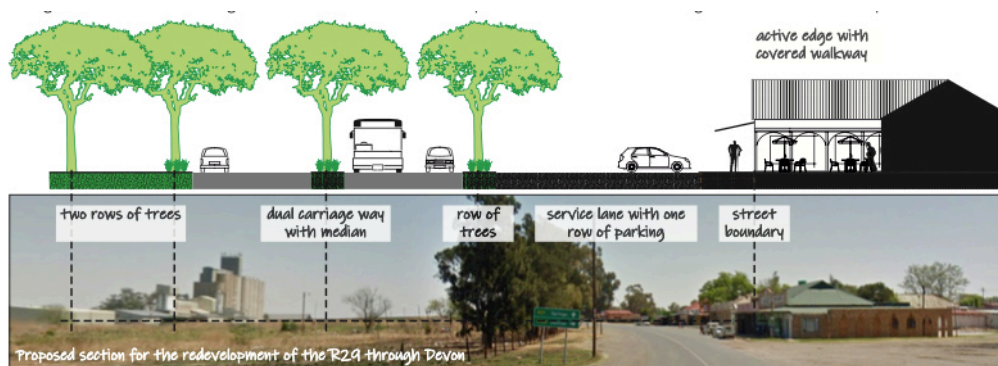 active edge with
covered walkway
two rows of trees
dual carriage way
with median
row of
trees
service lane with one
row of parking
street
boundary
Proposed section for the redevelopment of the R29 through Devon